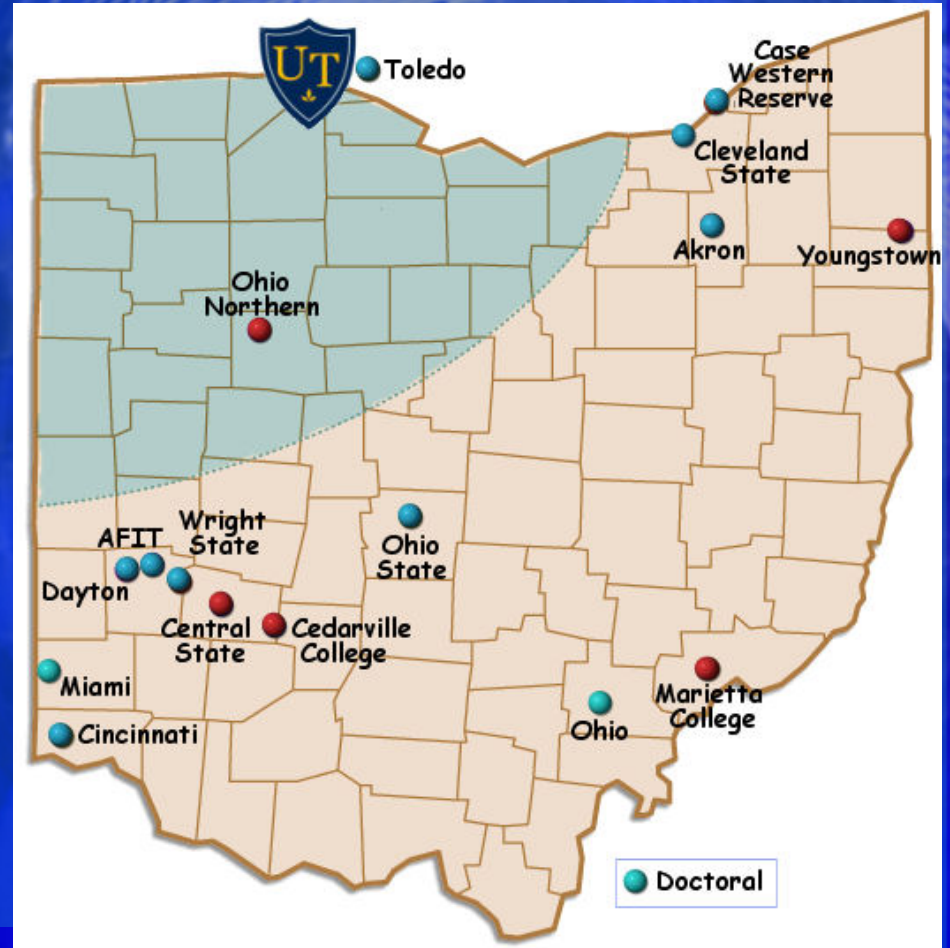 UT
Toledo
Case
Western
Reserve
Cleveland
State
Akron
Youngstown
Ohio
Northern
Wright
State
AFIT
Dayton
Ohio
State
Central
State
Cedarville
College
Miami
Cincinnati
Ohio
Marietta
College
Doctoral